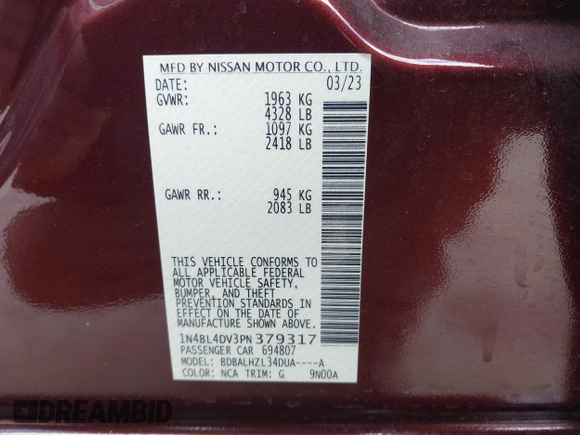 MFD BY NISSAN MOTOR CO., LTD.
DATE: 03/23
GVWR: 1963 KG
4328 LB
GAWR FR.: 1097 KG
2418 LB
GAWR RR.: 945 KG
2083 LB
THIS VEHICLE CONFORMS TO
ALL APPLICABLE FEDERAL
MOTOR VEHICLE SAFETY,
BUMPER, AND THEFT
PREVENTION STANDARDS IN
EFFECT ON THE DATE OF
MANUFACTURE SHOWN ABOVE.
1N4BL4DV3PN379317
PASSENGER CAR 694807
MODEL: BDBALHZL34DUA----A
COLOR: NCA TRIM: G 9N00A
DREAMBID